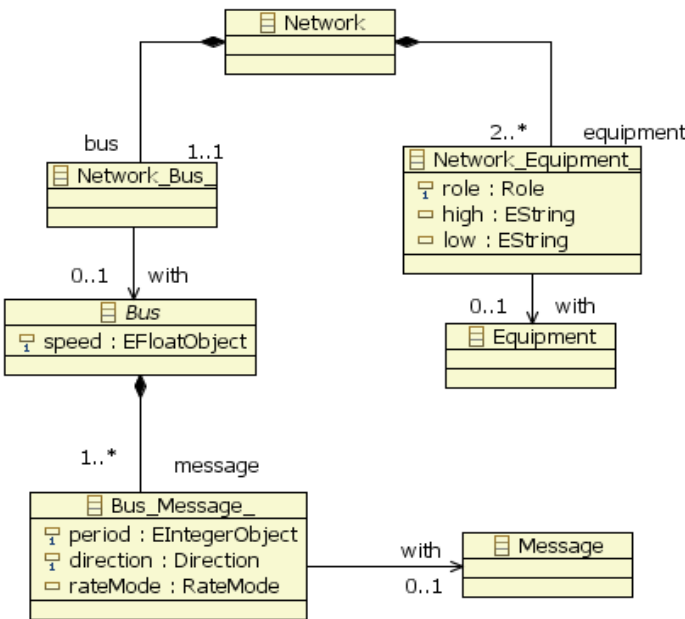 Network
bus
1..1
2..*
equipment
Network_Bus_
Network_Equipment_
role : Role
high : EString
low : EString
0..1
with
Bus
speed : EFloatObject
0..1
with
Equipment
1..*
message
Bus_Message_
period : EIntegerObject
direction : Direction
rateMode : RateMode
with
0..1
Message